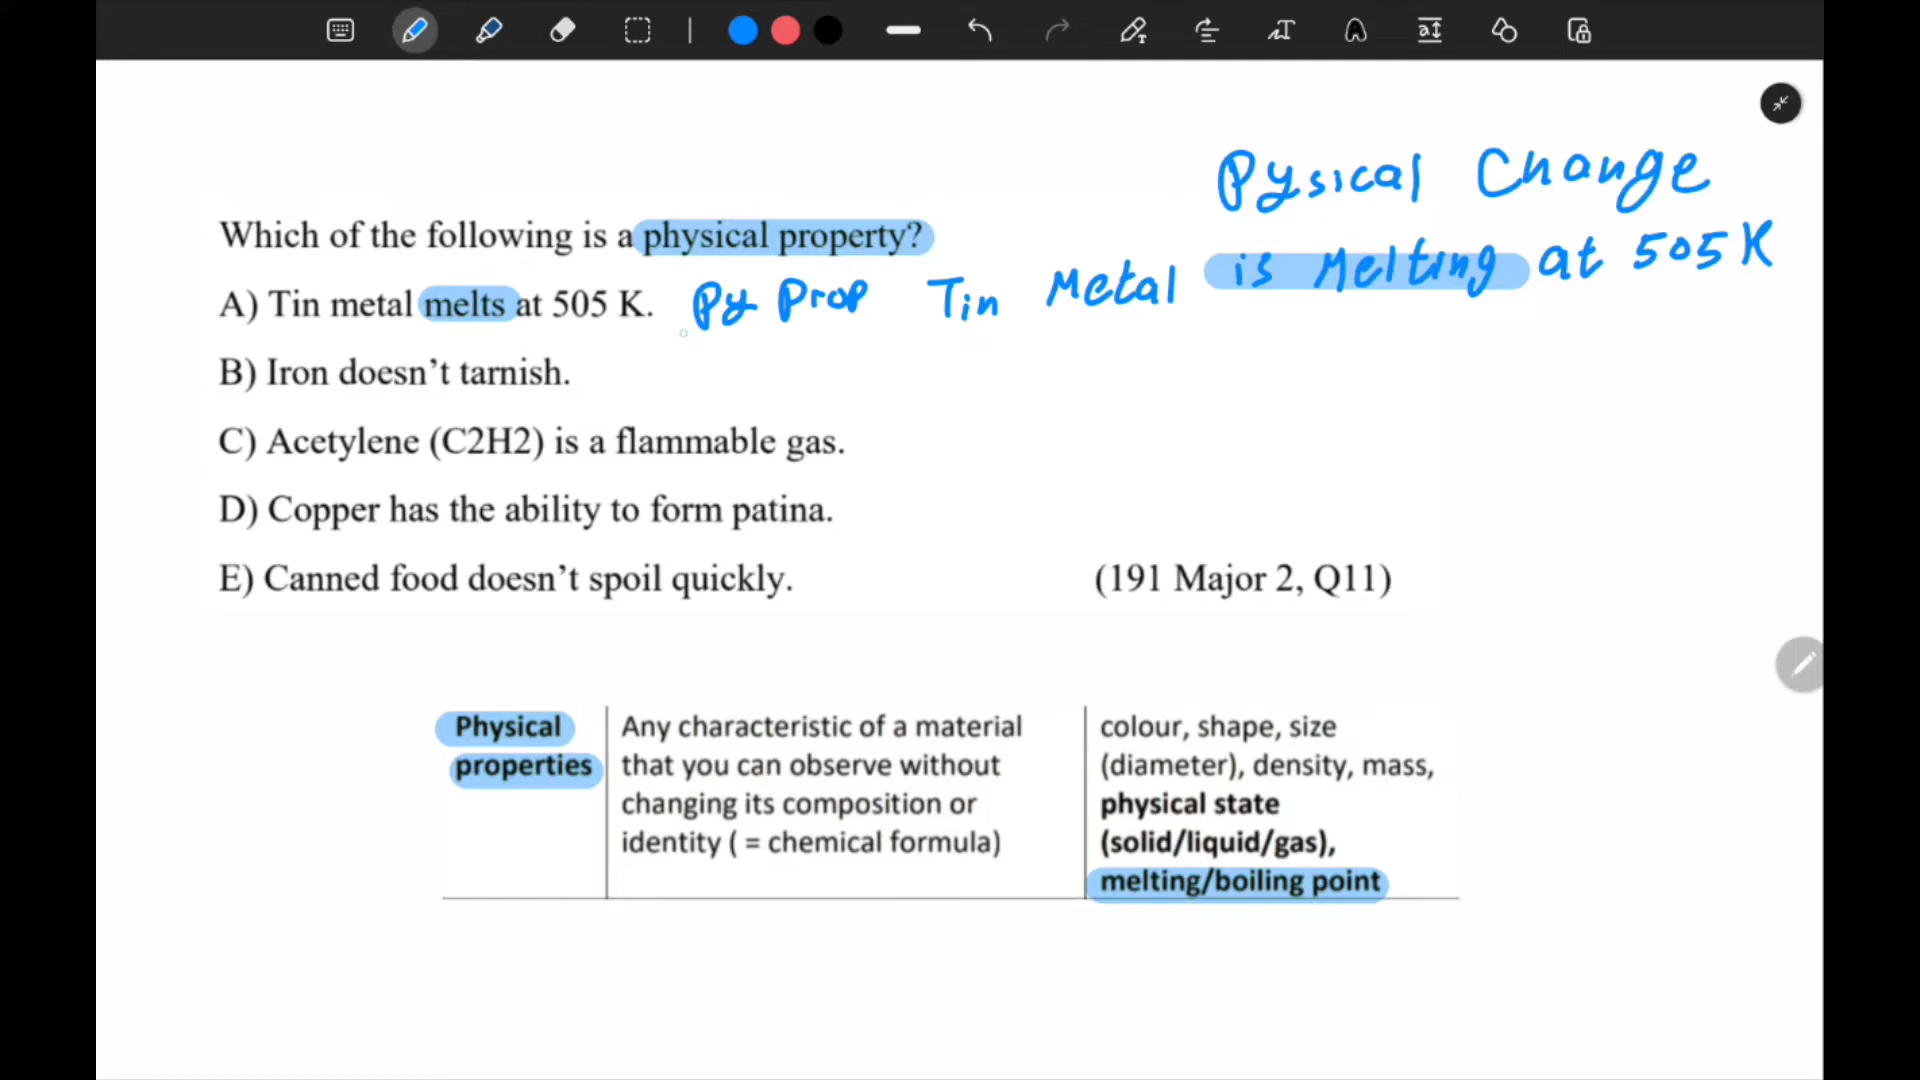 Pysical Change
Which of the following is a physical property?
A) Tin metal melts at 505 K. Py Prop Tin Metal is Melting at 505 K
B) Iron doesn’t tarnish.
C) Acetylene (C2H2) is a flammable gas.
D) Copper has the ability to form patina.
E) Canned food doesn’t spoil quickly. (191 Major 2, Q11)
Physical
properties
Any characteristic of a material
that you can observe without
changing its composition or
identity ( = chemical formula)
colour, shape, size
(diameter), density, mass,
physical state
(solid/liquid/gas),
melting/boiling point